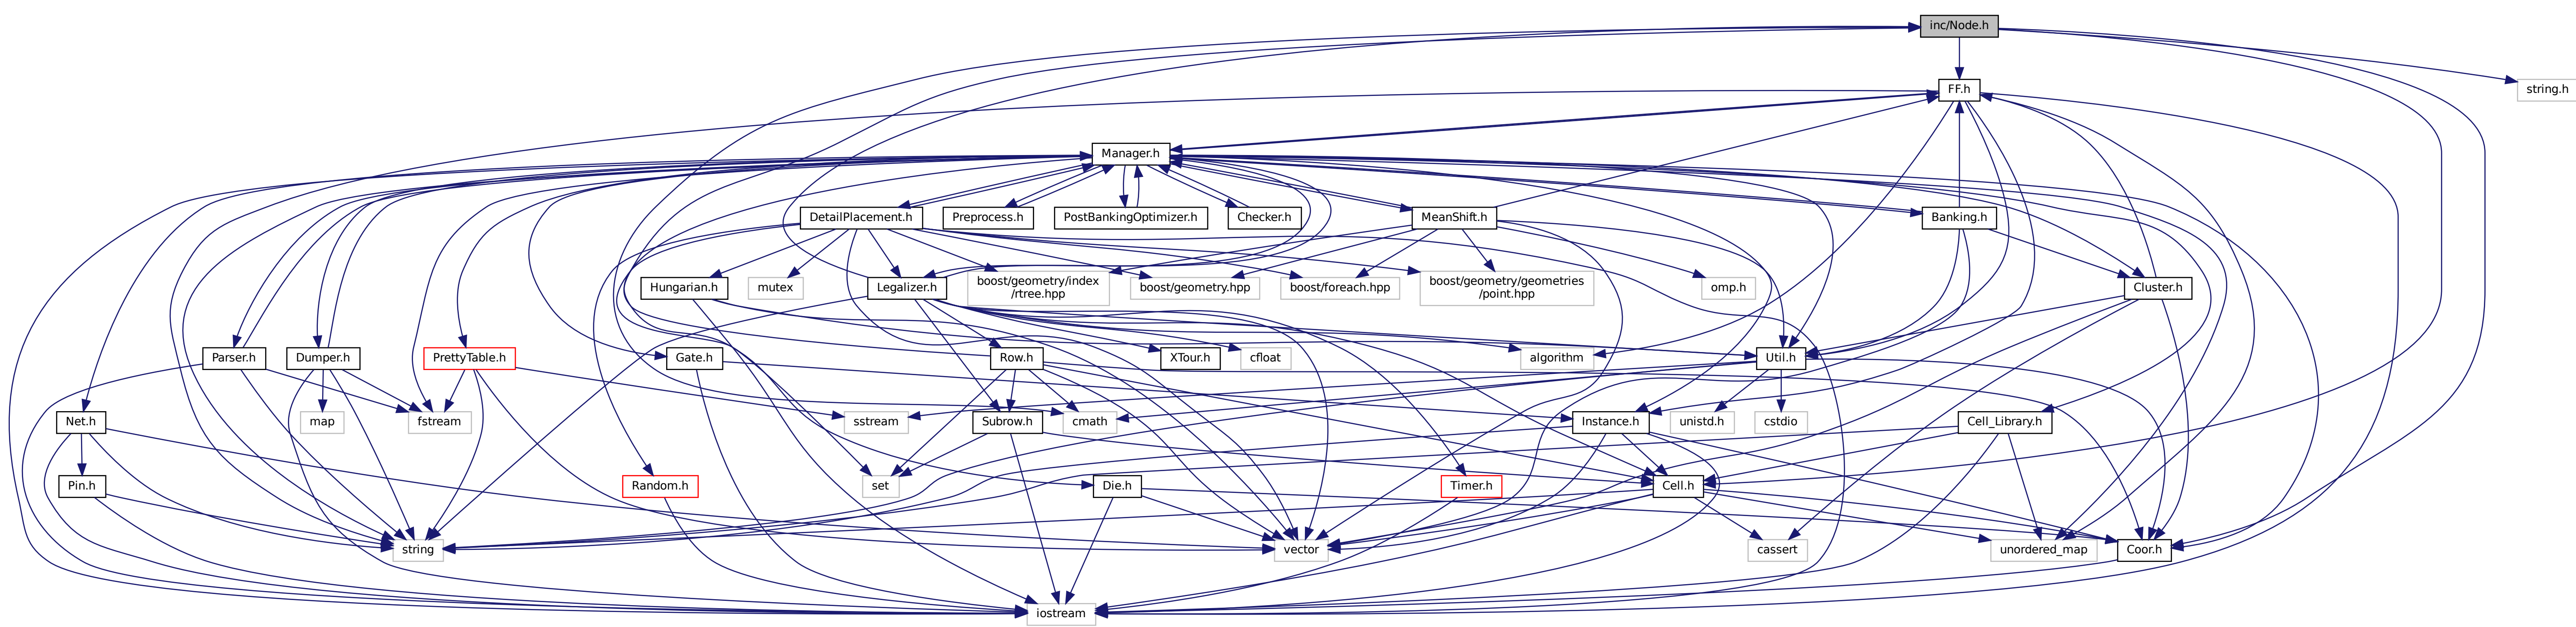 inc/Node.h
FF.h
string.h
Manager.h
DetailPlacement.h
Preprocess.h
PostBankingOptimizer.h
Checker.h
MeanShift.h
Banking.h
Hungarian.h
mutex
Legalizer.h
boost/geometry/index
/rtree.hpp
boost/geometry.hpp
boost/foreach.hpp
boost/geometry/geometries
/point.hpp
omp.h
Cluster.h
Parser.h
Dumper.h
PrettyTable.h
Gate.h
Row.h
XTour.h
cfloat
algorithm
Util.h
Net.h
map
fstream
sstream
Subrow.h
cmath
Instance.h
unistd.h
cstdio
Cell_Library.h
Pin.h
Random.h
set
Die.h
Timer.h
Cell.h
string
vector
cassert
unordered_map
Coor.h
iostream